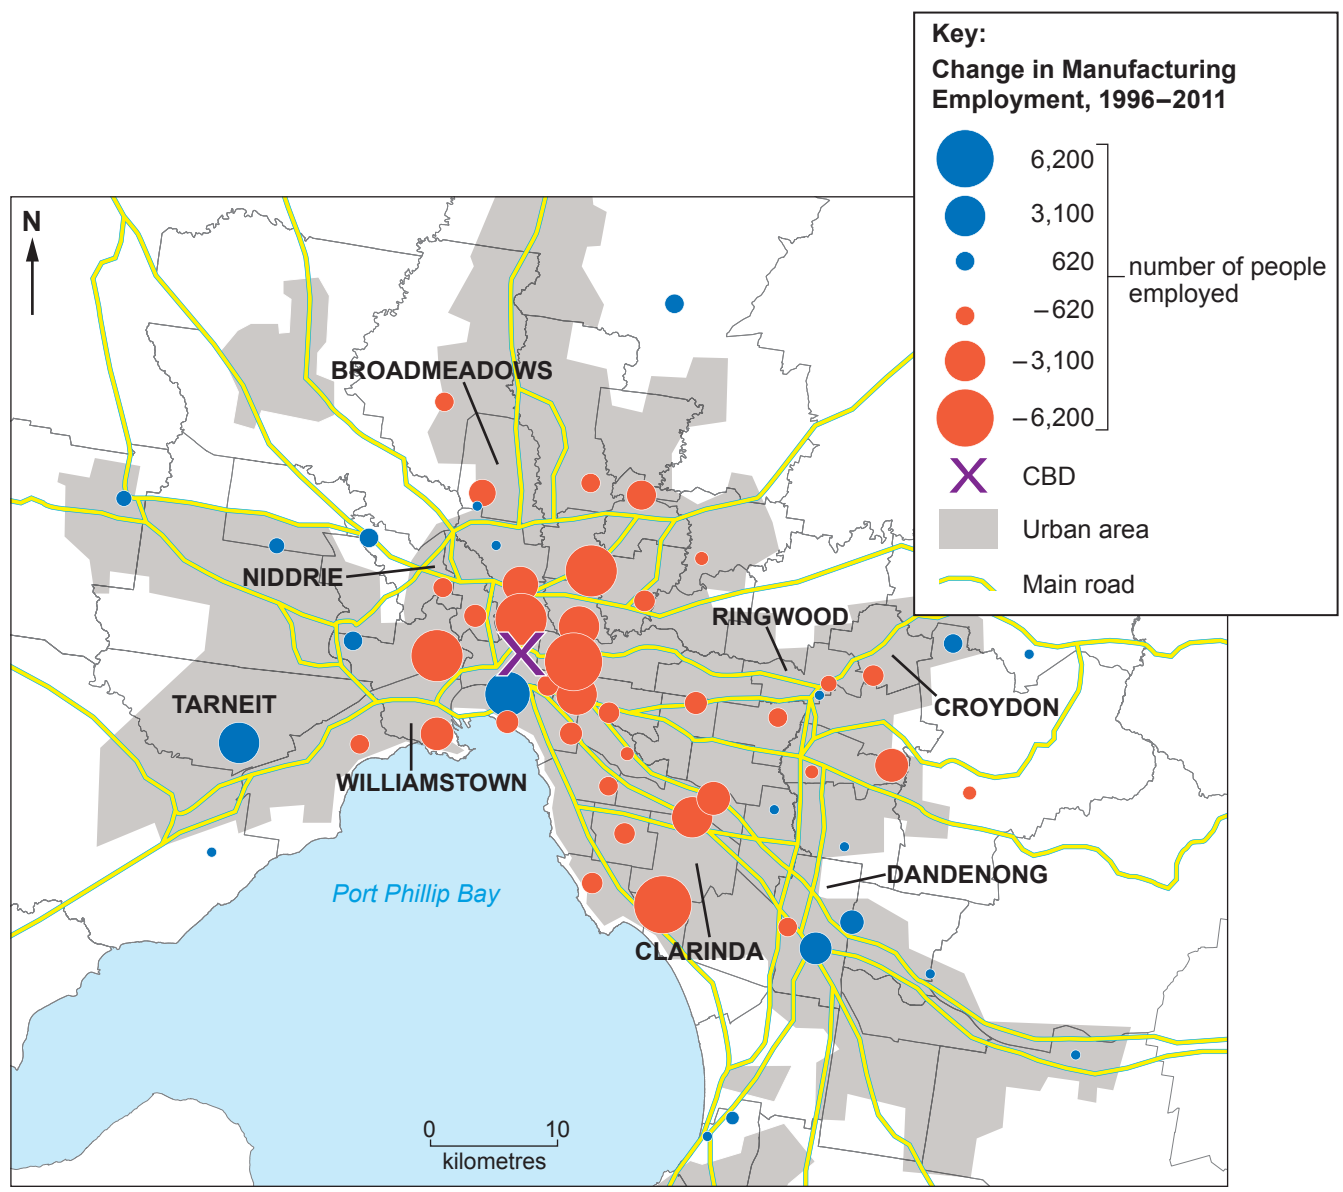 Key:
Change in Manufacturing
Employment, 1996–2011
6,200
3,100
620
–620
–3,100
–6,200
number of people
employed
CBD
Urban area
Main road
N
BROADMEADOWS
NIDDRIE
RINGWOOD
TARNEIT
CROYDON
WILLIAMSTOWN
DANDENONG
Port Phillip Bay
CLARINDA
0 10
kilometres